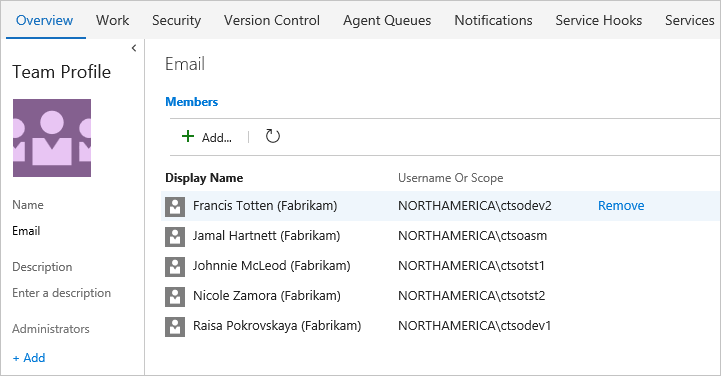 Overview Work Security Version Control Agent Queues Notifications Service Hooks Services
Team Profile
Name
Email
Description
Enter a description
Administrators
+ Add
Email
Members
+ Add...
Display Name Username Or Scope
Francis Totten (Fabrikam) NORTHAMERICA\ctsodev2 Remove
Jamal Hartnett (Fabrikam) NORTHAMERICA\ctsoasm
Johnnie McLeod (Fabrikam) NORTHAMERICA\ctsotst1
Nicole Zamora (Fabrikam) NORTHAMERICA\ctsotst2
Raisa Pokrovskaya (Fabrikam) NORTHAMERICA\ctsodev1